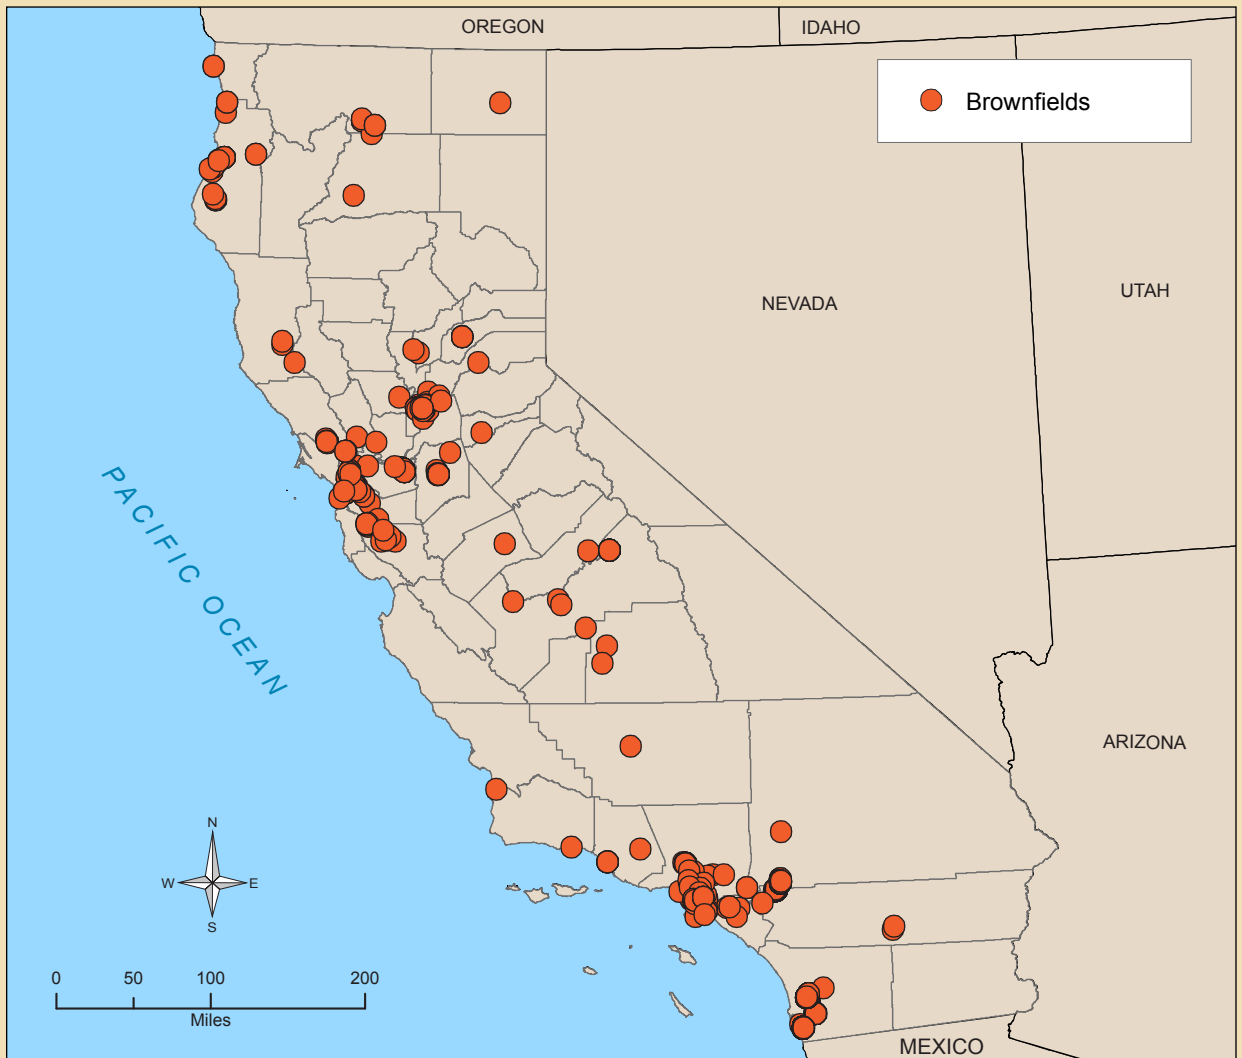 OREGON
IDAHO
Brownfields
NEVADA
UTAH
PACIFIC OCEAN
ARIZONA
N
W
E
S
0 50 100 200
Miles
MEXICO